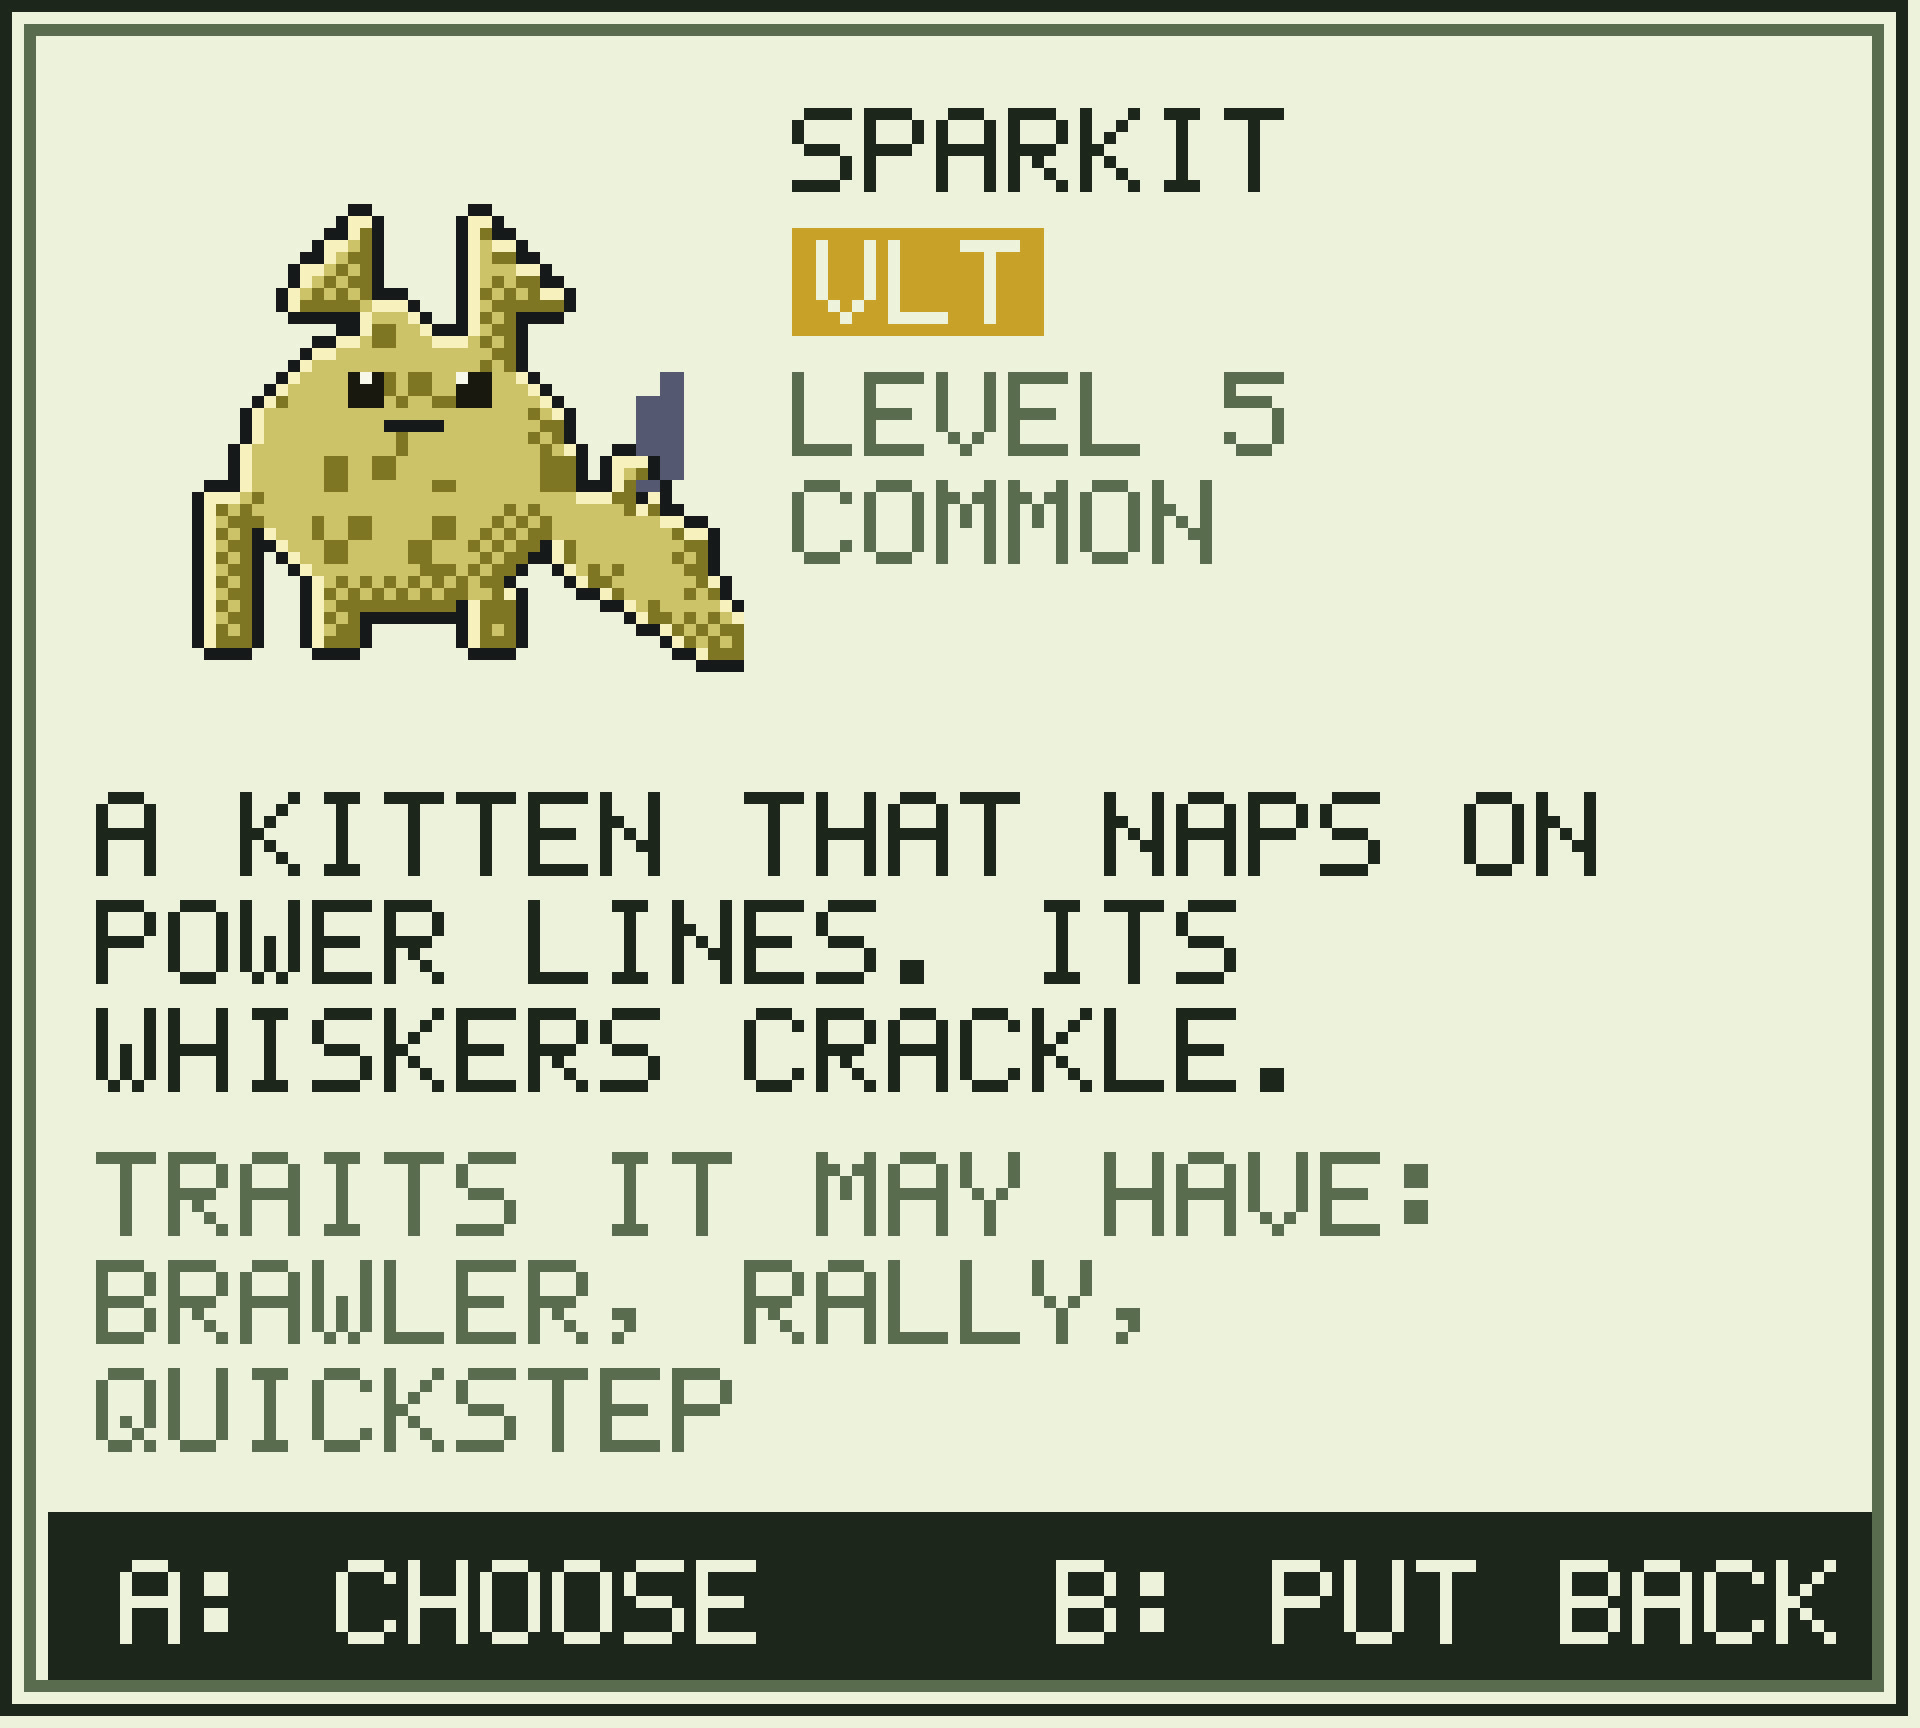 SPARKIT
VLT
LEVEL 5
COMMON
A KITTEN THAT NAPS ON
POWER LINES. ITS
WHISKERS CRACKLE.
TRAITS IT MAY HAVE:
BRAWLER, RALLY,
QUICKSTEP
A: CHOOSE B: PUT BACK